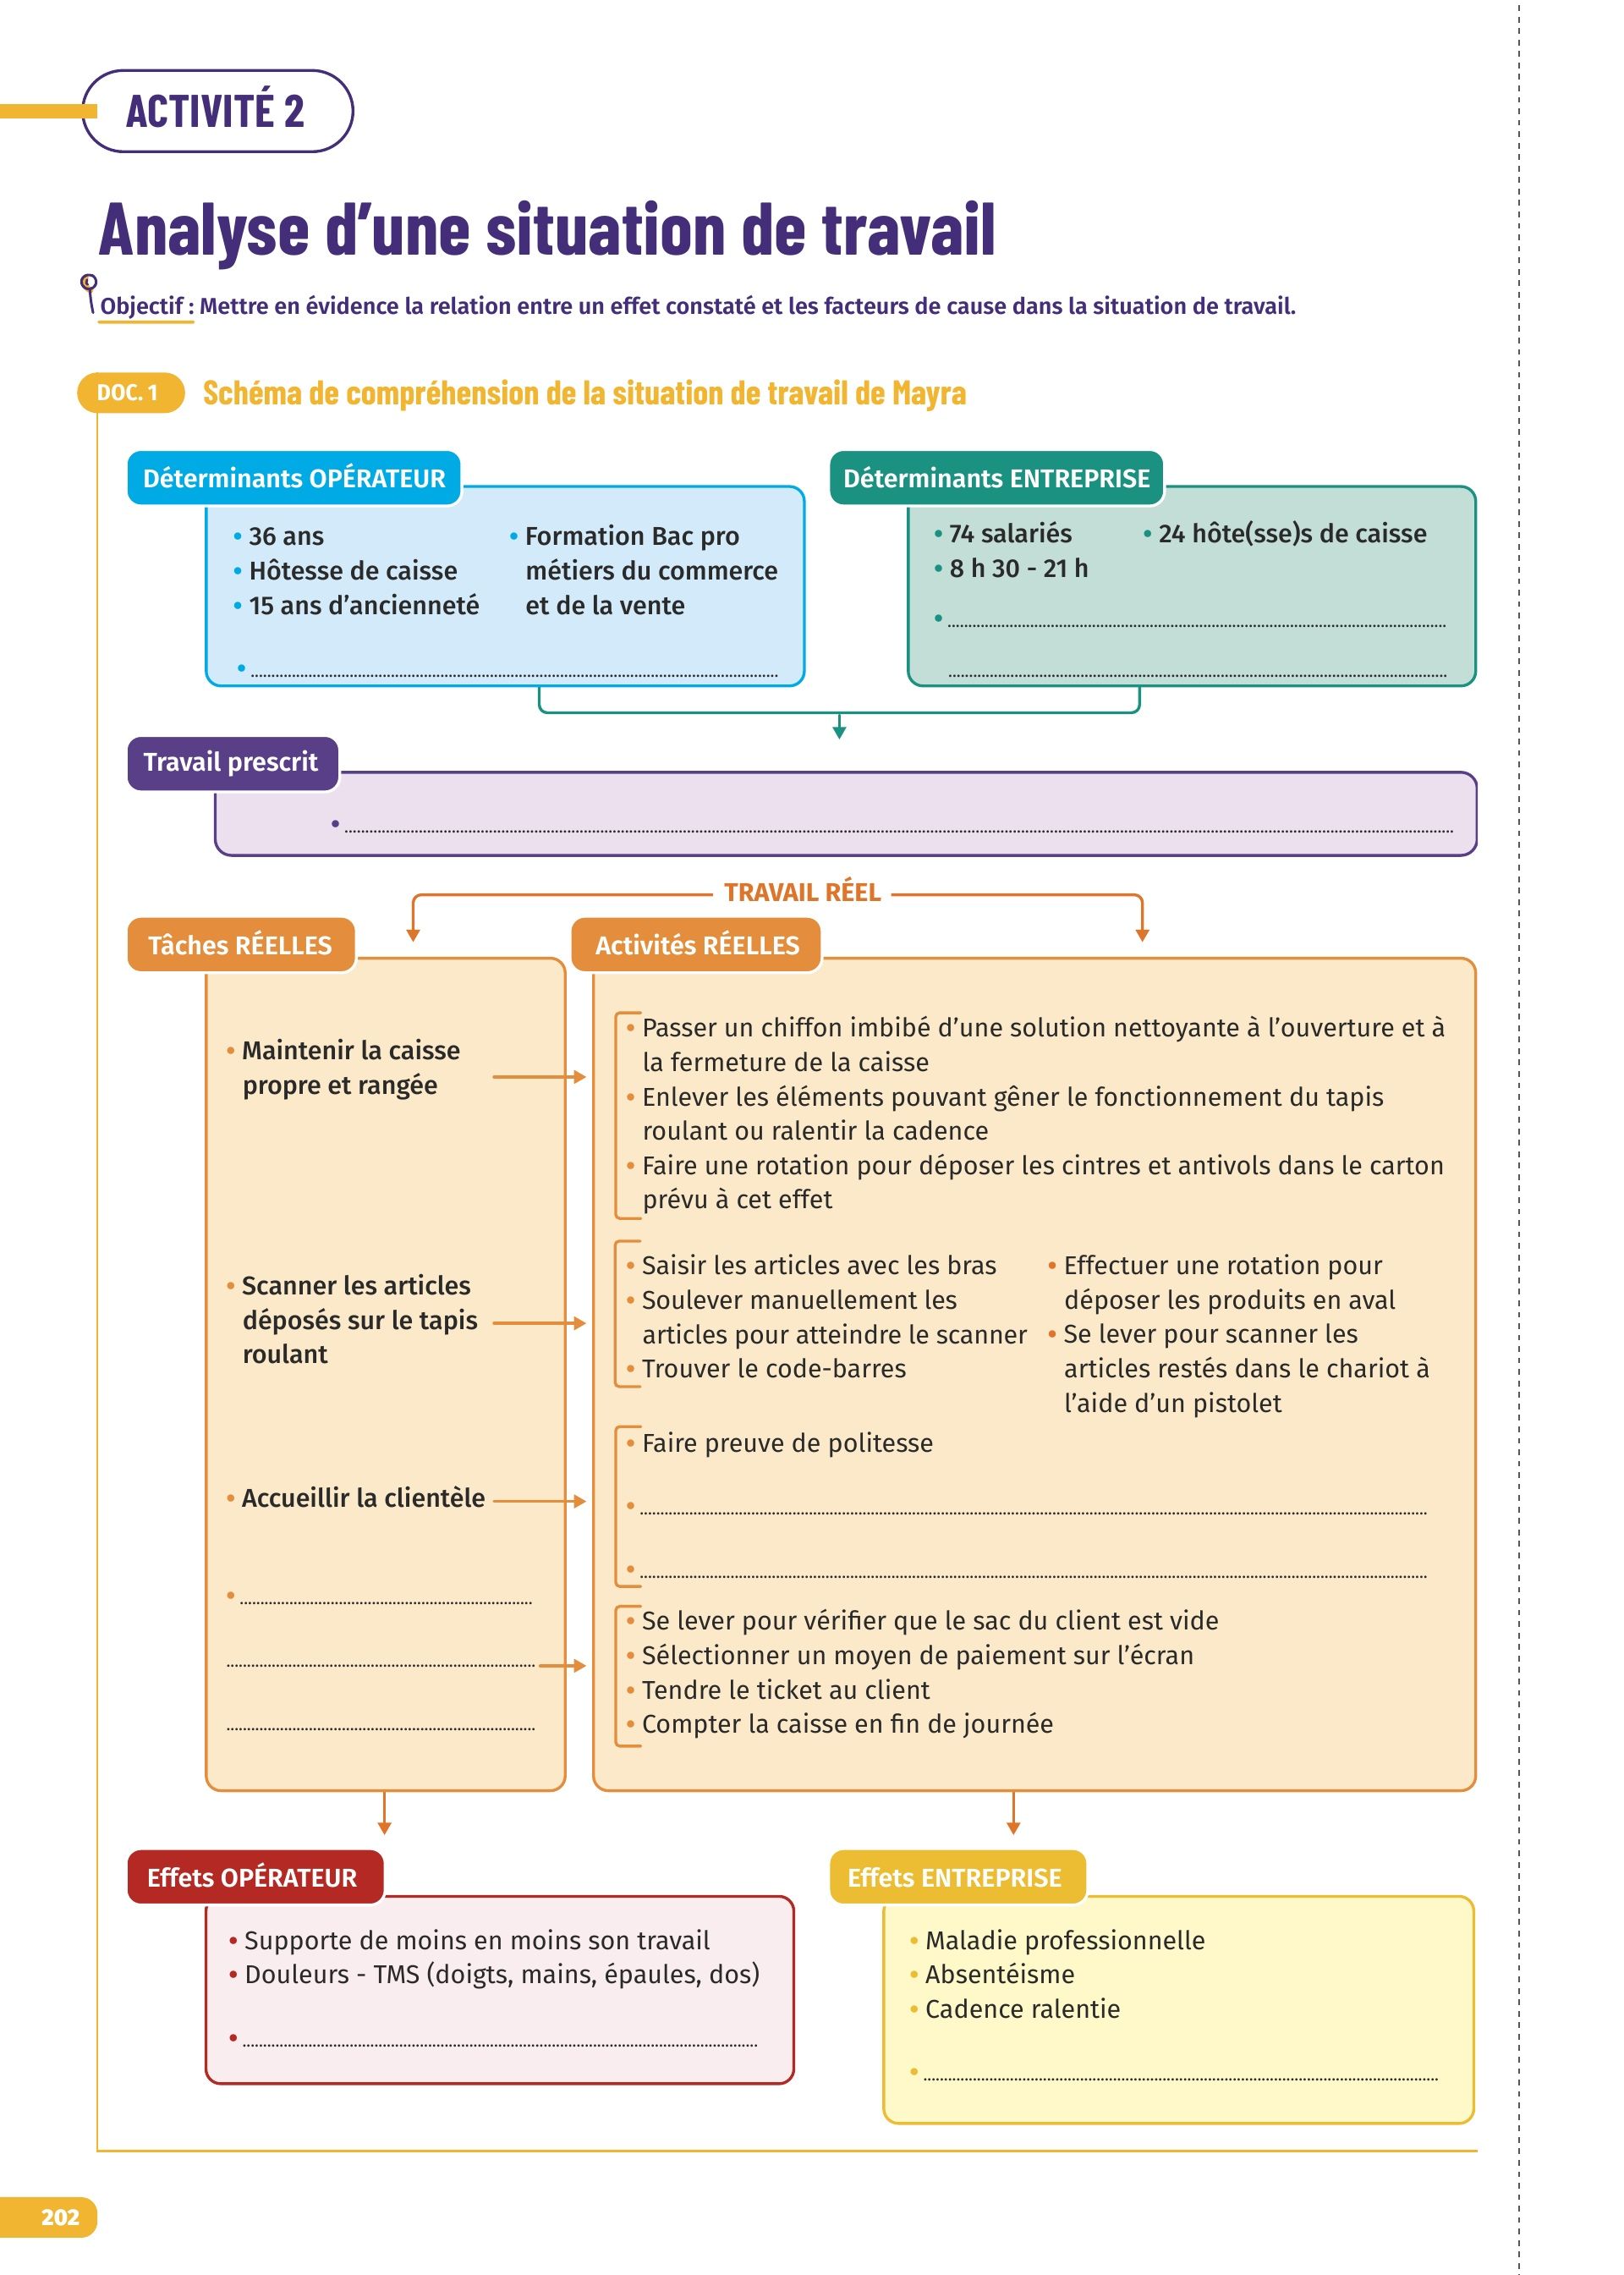 ACTIVITÉ 2
Analyse d’une situation de travail
Objectif : Mettre en évidence la relation entre un effet constaté et les facteurs de cause dans la situation de travail.
DOC. 1
Schéma de compréhension de la situation de travail de Mayra
Déterminants OPÉRATEUR
• 36 ans
• Hôtesse de caisse
• 15 ans d’ancienneté
• Formation Bac pro
métiers du commerce
et de la vente
•
Déterminants ENTREPRISE
• 74 salariés
• 8 h 30 - 21 h
• 24 hôte(sse)s de caisse
•
Travail prescrit
•
TRAVAIL RÉEL
Tâches RÉELLES
Activités RÉELLES
• Maintenir la caisse
propre et rangée
• Passer un chiffon imbibé d’une solution nettoyante à l’ouverture et à
la fermeture de la caisse
• Enlever les éléments pouvant gêner le fonctionnement du tapis
roulant ou ralentir la cadence
• Faire une rotation pour déposer les cintres et antivols dans le carton
prévu à cet effet
• Scanner les articles
déposés sur le tapis
roulant
• Saisir les articles avec les bras
• Soulever manuellement les
articles pour atteindre le scanner
• Trouver le code-barres
• Effectuer une rotation pour
déposer les produits en aval
• Se lever pour scanner les
articles restés dans le chariot à
l’aide d’un pistolet
• Accueillir la clientèle
• Faire preuve de politesse
•
•
•
• Se lever pour vérifier que le sac du client est vide
• Sélectionner un moyen de paiement sur l’écran
• Tendre le ticket au client
• Compter la caisse en fin de journée
Effets OPÉRATEUR
• Supporte de moins en moins son travail
• Douleurs - TMS (doigts, mains, épaules, dos)
•
Effets ENTREPRISE
• Maladie professionnelle
• Absentéisme
• Cadence ralentie
•
202